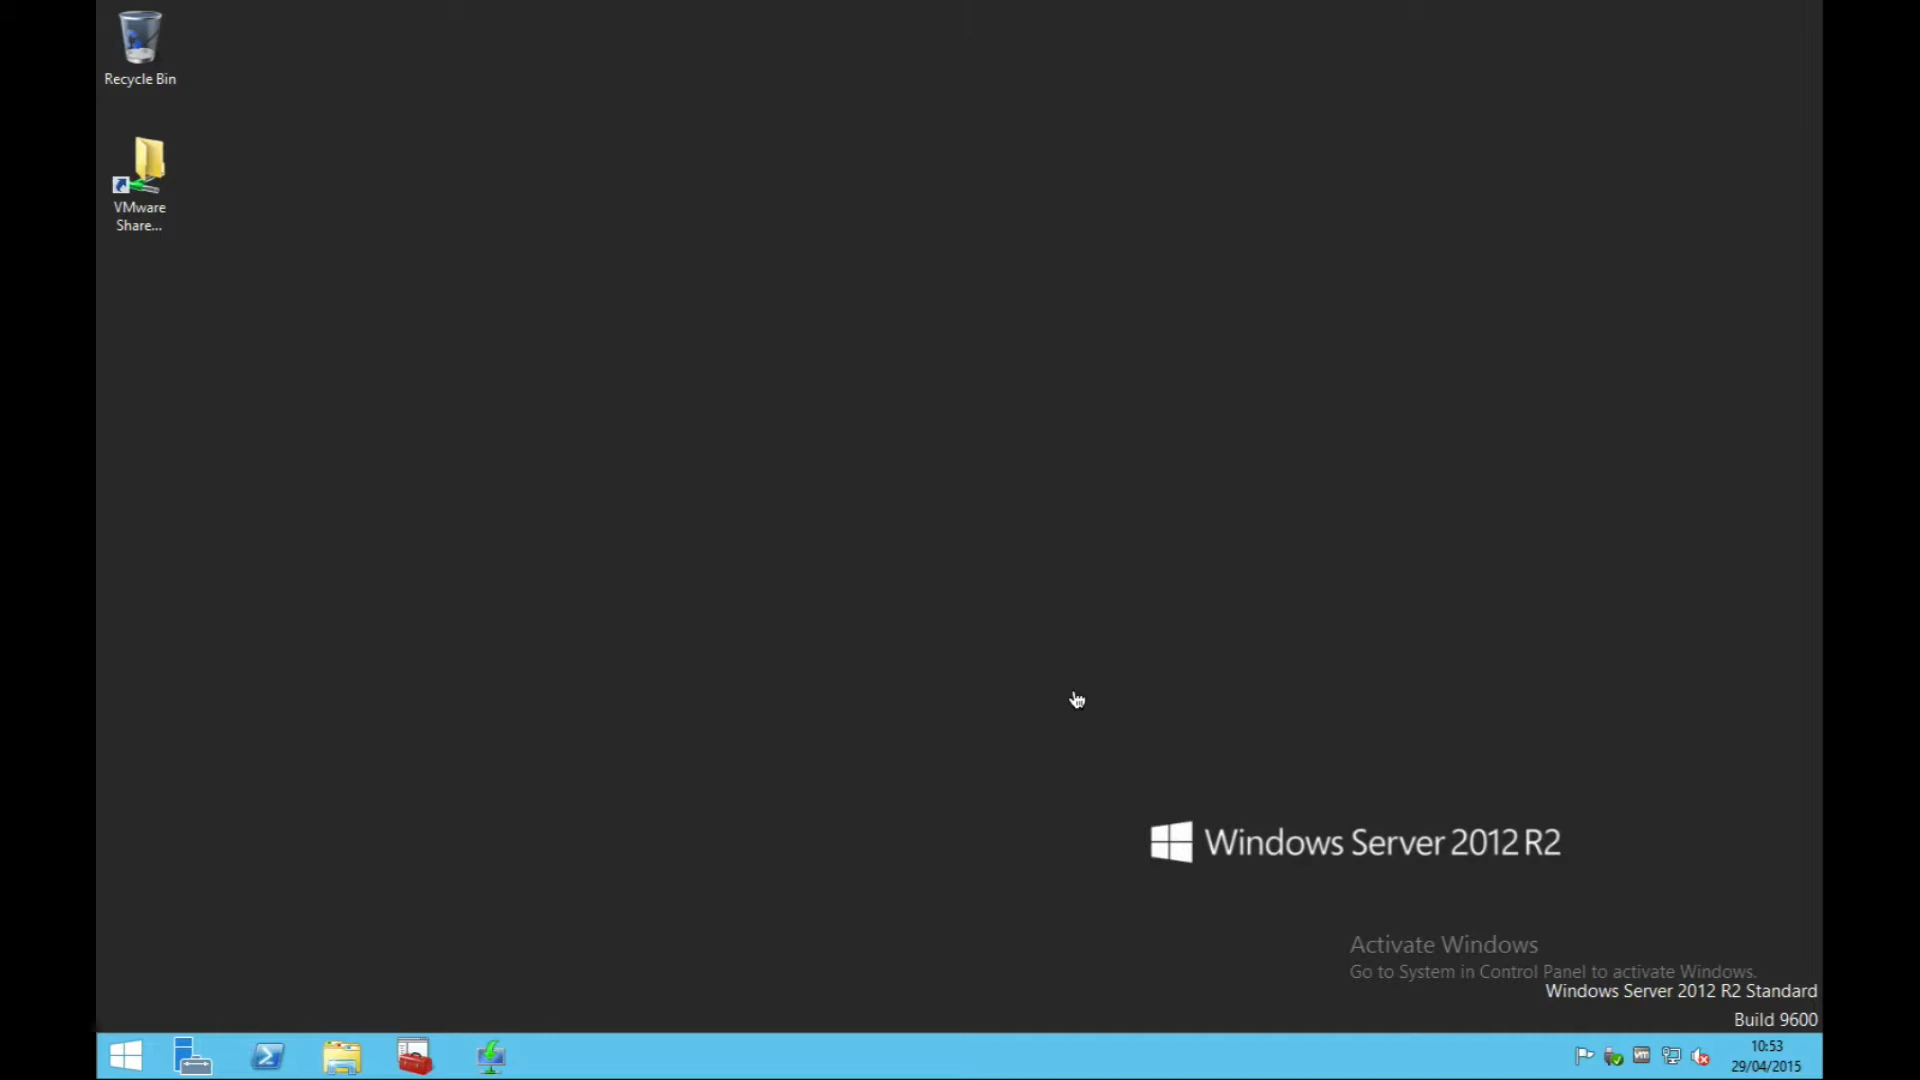 Recycle Bin
VMware
Share...
Windows Server 2012 R2
Activate Windows
Go to System in Control Panel to activate Windows.
Windows Server 2012 R2 Standard
Build 9600
10:53
29/04/2015